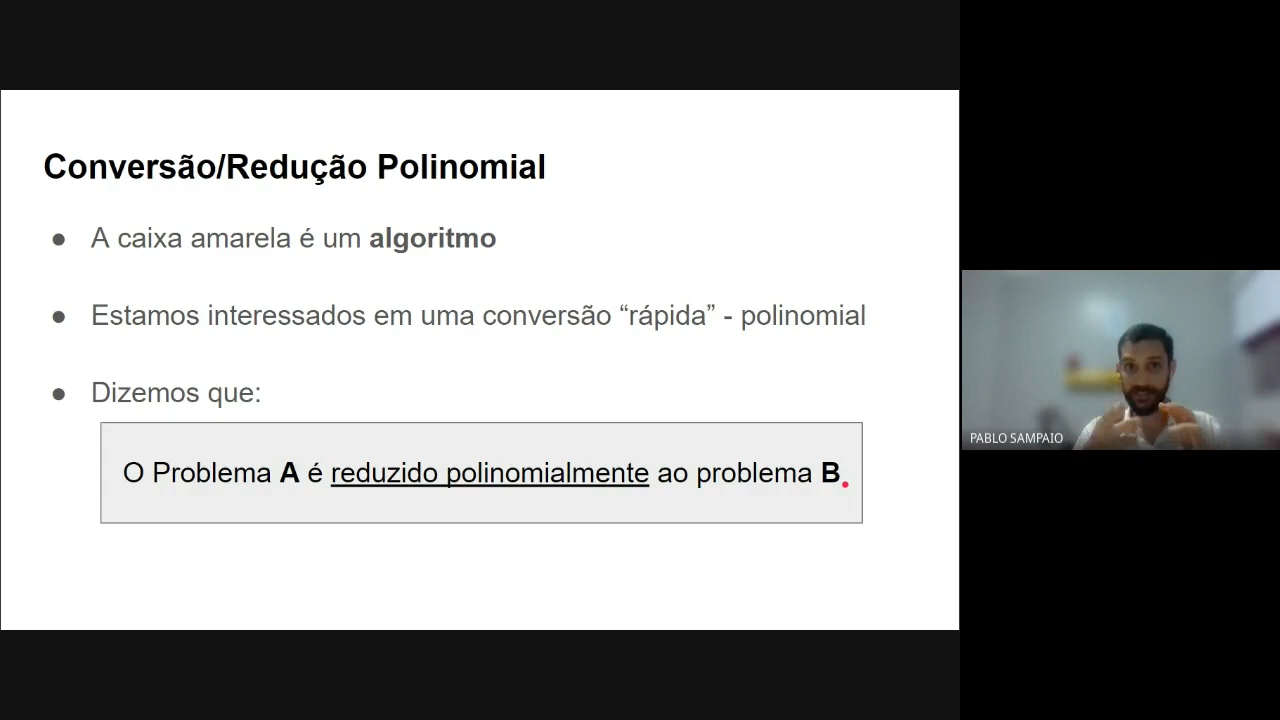 Conversão/Redução Polinomial
● A caixa amarela é um algoritmo
● Estamos interessados em uma conversão “rápida” - polinomial
● Dizemos que:
O Problema A é reduzido polinomialmente ao problema B.
PABLO SAMPAIO